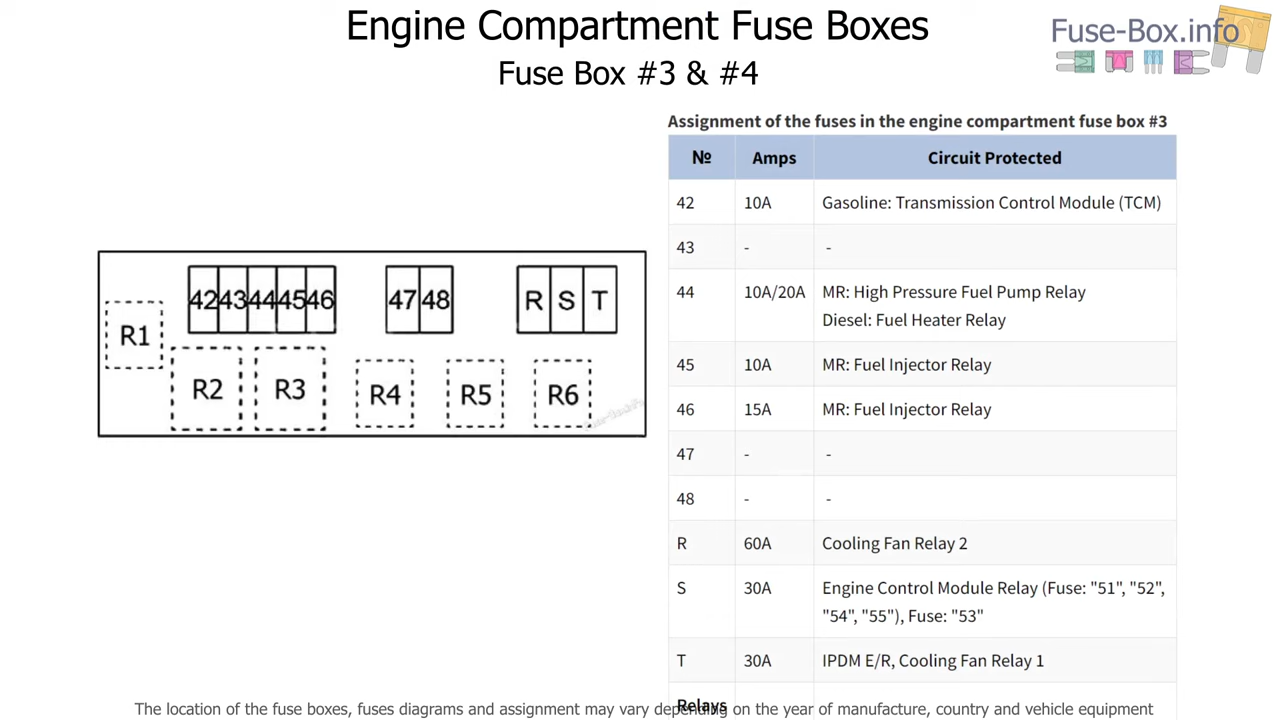 Engine Compartment Fuse Boxes
Fuse Box #3 & #4
Fuse-Box.info
Assignment of the fuses in the engine compartment fuse box #3
№ Amps Circuit Protected
42 10A Gasoline: Transmission Control Module (TCM)
43 - -
44 10A/20A MR: High Pressure Fuel Pump Relay
Diesel: Fuel Heater Relay
45 10A MR: Fuel Injector Relay
46 15A MR: Fuel Injector Relay
47 - -
48 - -
R 60A Cooling Fan Relay 2
S 30A Engine Control Module Relay (Fuse: "51", "52",
"54", "55"), Fuse: "53"
T 30A IPDM E/R, Cooling Fan Relay 1
Relays
42 43 44 45 46 47 48 R S T
R1
R2 R3 R4 R5 R6
The location of the fuse boxes, fuses diagrams and assignment may vary depending on the year of manufacture, country and vehicle equipment